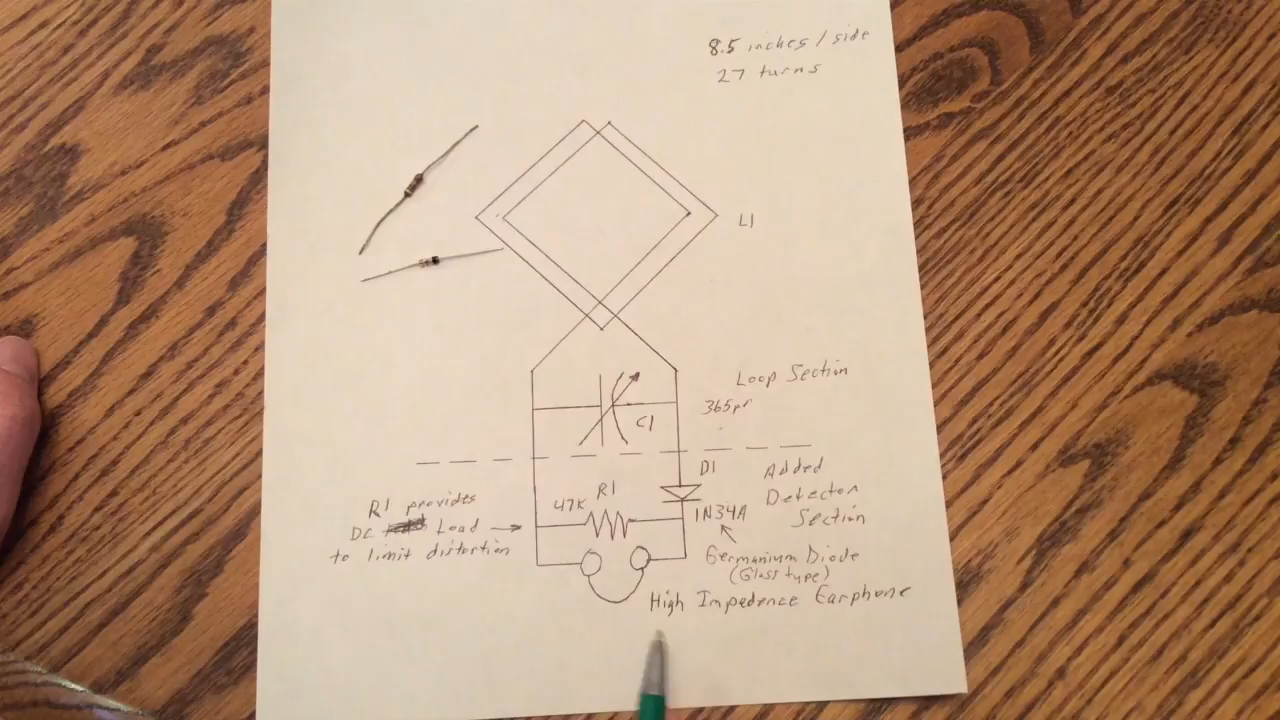 8.5 inches / side
27 turns
L1
Loop Section
365pf
C1
D1
Added
Detector
Section
R1
47K
1N34A
R1 provides
DC Load
to limit distortion
Germanium Diode
(Glass type)
High Impedence Earphone